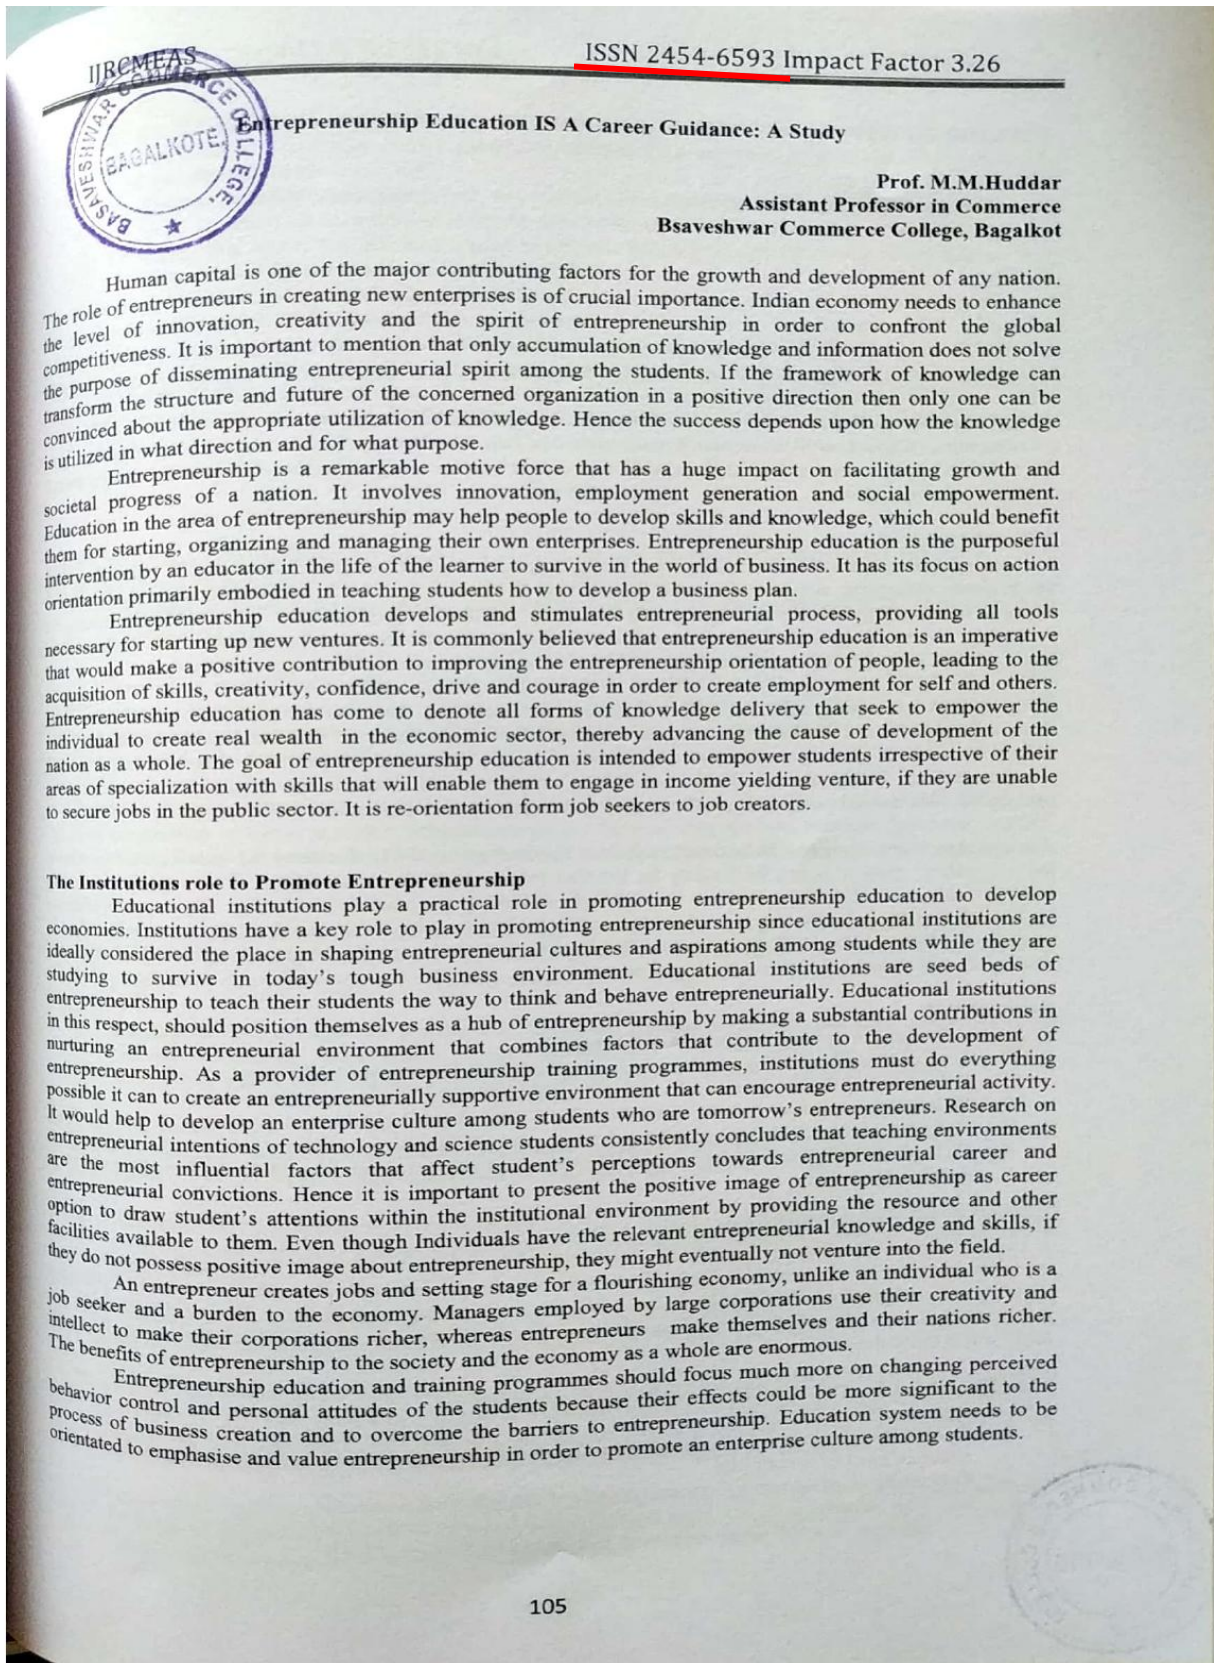 IJRCMEAS
ISSN 2454-6593 Impact Factor 3.26
BASAVESHWAR COMMERCE COLLEGE,
BAGALKOTE.
Entrepreneurship Education IS A Career Guidance: A Study
Prof. M.M.Huddar
Assistant Professor in Commerce
Bsaveshwar Commerce College, Bagalkot
Human capital is one of the major contributing factors for the growth and development of any nation.
The role of entrepreneurs in creating new enterprises is of crucial importance. Indian economy needs to enhance
the level of innovation, creativity and the spirit of entrepreneurship in order to confront the global
competitiveness. It is important to mention that only accumulation of knowledge and information does not solve
the purpose of disseminating entrepreneurial spirit among the students. If the framework of knowledge can
transform the structure and future of the concerned organization in a positive direction then only one can be
convinced about the appropriate utilization of knowledge. Hence the success depends upon how the knowledge
is utilized in what direction and for what purpose.
Entrepreneurship is a remarkable motive force that has a huge impact on facilitating growth and
societal progress of a nation. It involves innovation, employment generation and social empowerment.
Education in the area of entrepreneurship may help people to develop skills and knowledge, which could benefit
them for starting, organizing and managing their own enterprises. Entrepreneurship education is the purposeful
intervention by an educator in the life of the learner to survive in the world of business. It has its focus on action
orientation primarily embodied in teaching students how to develop a business plan.
Entrepreneurship education develops and stimulates entrepreneurial process, providing all tools
necessary for starting up new ventures. It is commonly believed that entrepreneurship education is an imperative
that would make a positive contribution to improving the entrepreneurship orientation of people, leading to the
acquisition of skills, creativity, confidence, drive and courage in order to create employment for self and others.
Entrepreneurship education has come to denote all forms of knowledge delivery that seek to empower the
individual to create real wealth in the economic sector, thereby advancing the cause of development of the
nation as a whole. The goal of entrepreneurship education is intended to empower students irrespective of their
areas of specialization with skills that will enable them to engage in income yielding venture, if they are unable
to secure jobs in the public sector. It is re-orientation form job seekers to job creators.
The Institutions role to Promote Entrepreneurship
Educational institutions play a practical role in promoting entrepreneurship education to develop
economies. Institutions have a key role to play in promoting entrepreneurship since educational institutions are
ideally considered the place in shaping entrepreneurial cultures and aspirations among students while they are
studying to survive in today's tough business environment. Educational institutions are seed beds of
entrepreneurship to teach their students the way to think and behave entrepreneurially. Educational institutions
in this respect, should position themselves as a hub of entrepreneurship by making a substantial contributions in
nurturing an entrepreneurial environment that combines factors that contribute to the development of
entrepreneurship. As a provider of entrepreneurship training programmes, institutions must do everything
possible it can to create an entrepreneurially supportive environment that can encourage entrepreneurial activity.
It would help to develop an enterprise culture among students who are tomorrow's entrepreneurs. Research on
entrepreneurial intentions of technology and science students consistently concludes that teaching environments
are the most influential factors that affect student's perceptions towards entrepreneurial career and
entrepreneurial convictions. Hence it is important to present the positive image of entrepreneurship as career
option to draw student's attentions within the institutional environment by providing the resource and other
facilities available to them. Even though Individuals have the relevant entrepreneurial knowledge and skills, if
they do not possess positive image about entrepreneurship, they might eventually not venture into the field.
An entrepreneur creates jobs and setting stage for a flourishing economy, unlike an individual who is a
job seeker and a burden to the economy. Managers employed by large corporations use their creativity and
intellect to make their corporations richer, whereas entrepreneurs make themselves and their nations richer.
The benefits of entrepreneurship to the society and the economy as a whole are enormous.
Entrepreneurship education and training programmes should focus much more on changing perceived
behavior control and personal attitudes of the students because their effects could be more significant to the
process of business creation and to overcome the barriers to entrepreneurship. Education system needs to be
orientated to emphasise and value entrepreneurship in order to promote an enterprise culture among students.
105